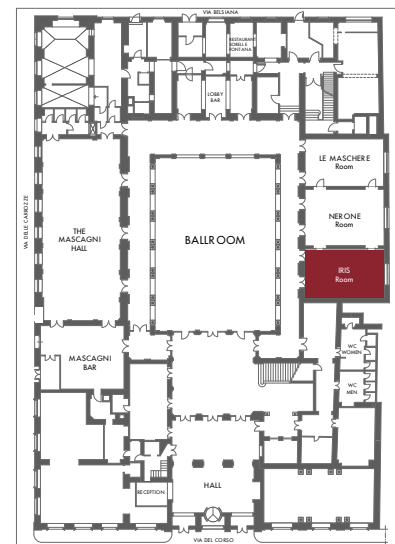 VIA BELSIANA
RESTAURANT
SORELLE
FONTANA
LOBBY
BAR
LE MASCHERE
Room
VIA DELLE CARROZZE
THE
MASCAGNI
HALL
BALLROOM
NERONE
Room
IRIS
Room
MASCAGNI
BAR
WC
WOMEN
WC
MEN
HALL
RECEPTION
VIA DEL CORSO